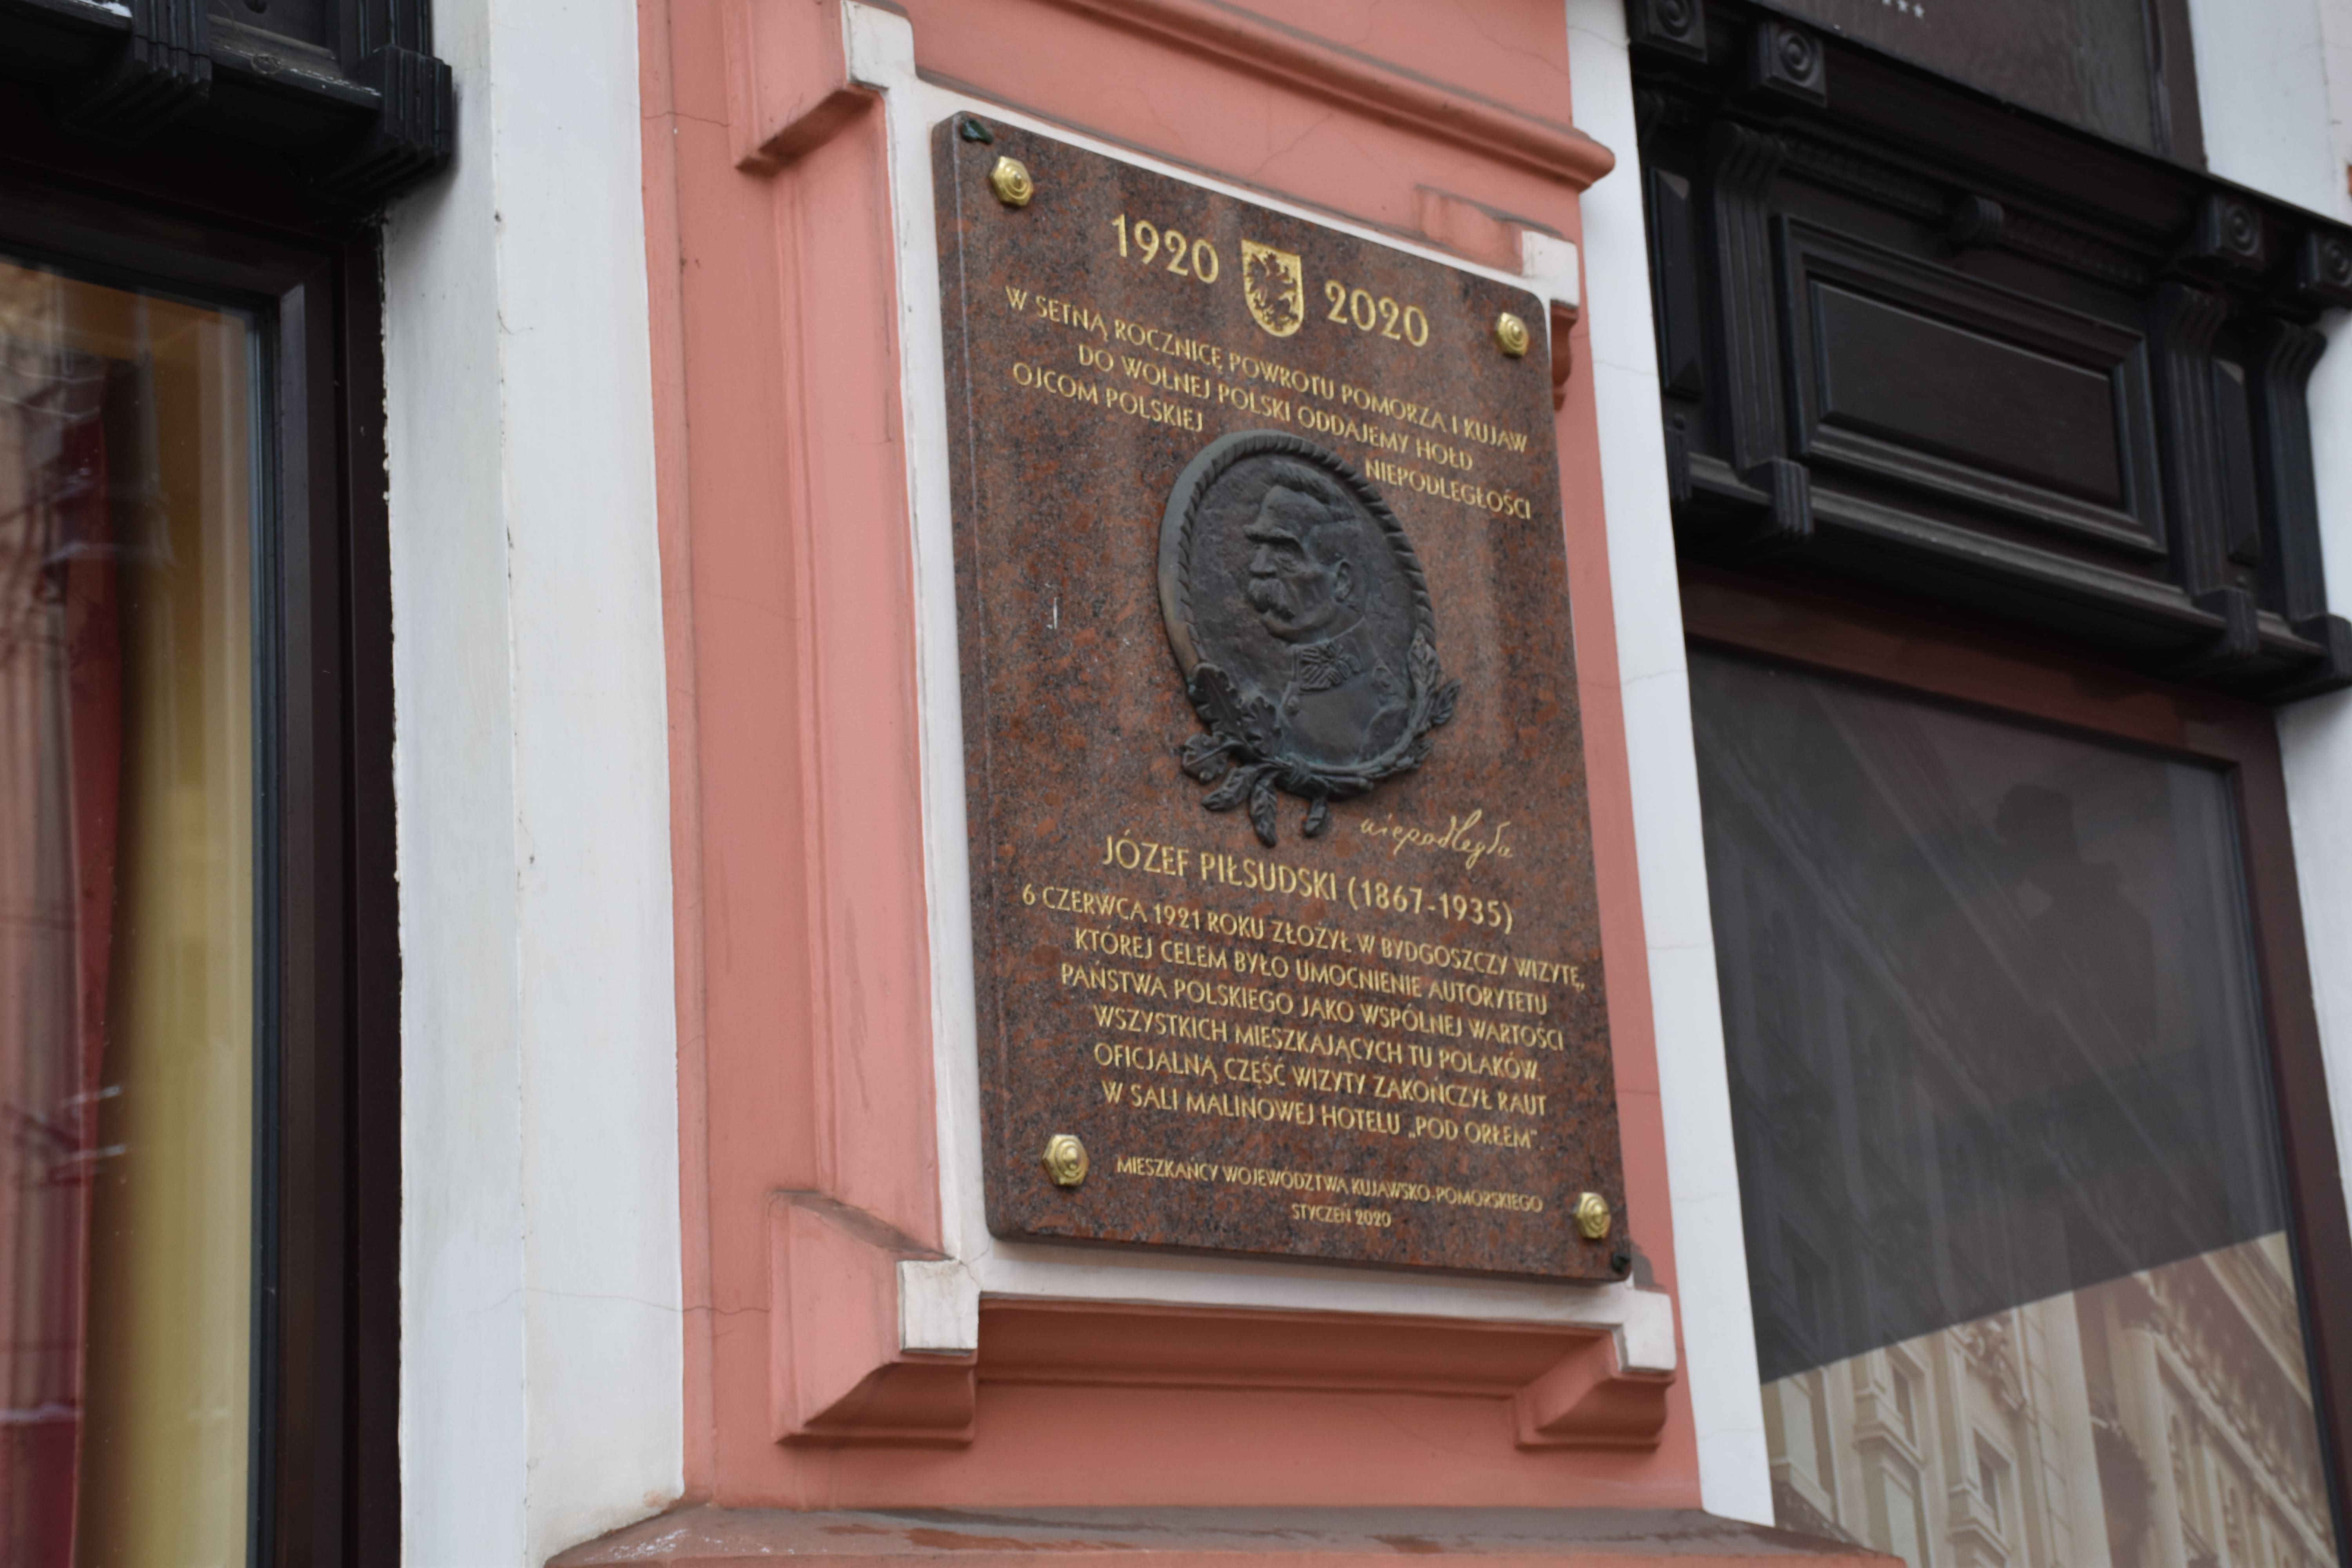 1920 2020
W SETNĄ ROCZNICĘ POWROTU POMORZA I KUJAW
DO WOLNEJ POLSKI ODDAJEMY HOŁD
OJCOM POLSKIEJ NIEPODLEGŁOŚCI
niepodległa
JÓZEF PIŁSUDSKI (1867-1935)
6 CZERWCA 1921 ROKU ZŁOŻYŁ W BYDGOSZCZY WIZYTĘ,
KTÓREJ CELEM BYŁO UMOCNIENIE AUTORYTETU
PAŃSTWA POLSKIEGO JAKO WSPÓLNEJ WARTOŚCI
WSZYSTKICH MIESZKAJĄCYCH TU POLAKÓW.
OFICJALNĄ CZĘŚĆ WIZYTY ZAKOŃCZYŁ RAUT
W SALI MALINOWEJ HOTELU „POD ORŁEM”.
MIESZKAŃCY WOJEWÓDZTWA KUJAWSKO-POMORSKIEGO
STYCZEŃ 2020